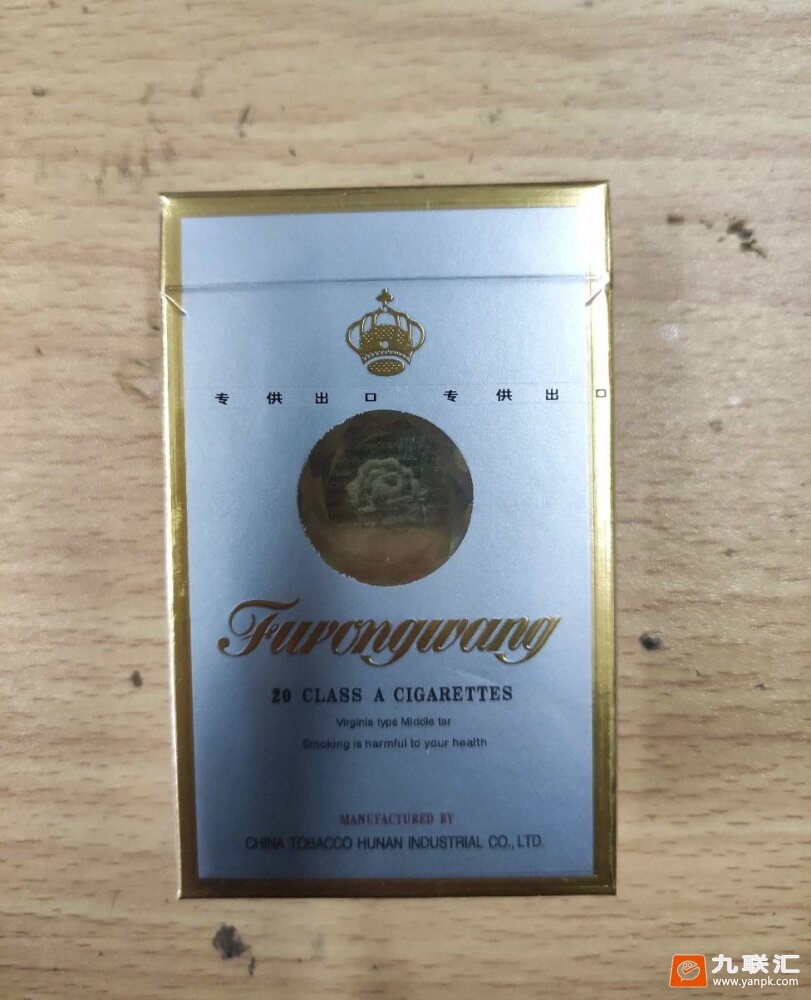 专供出口 专供出口
Furongwang
20 CLASS A CIGARETTES
Virginia type Middle tar
Smoking is harmful to your health
MANUFACTURED BY
CHINA TOBACCO HUNAN INDUSTRIAL CO., LTD.
九联汇
www.yanpk.com